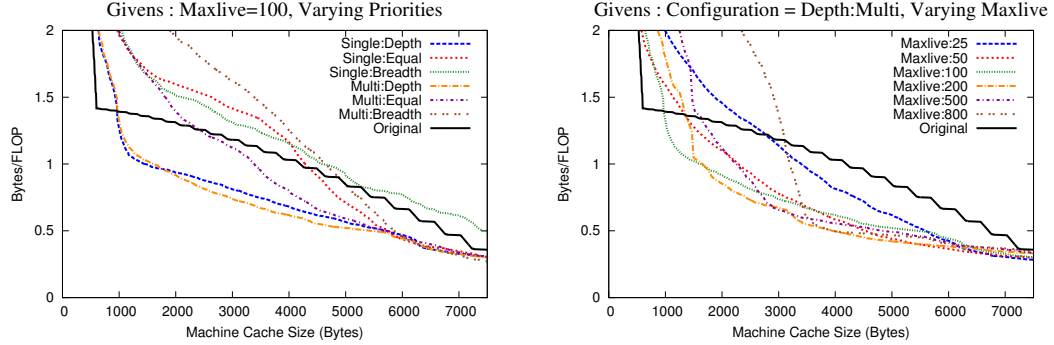 Givens : Maxlive=100, Varying Priorities
2
1.5
1
0.5
0
Bytes/FLOP
Single:Depth
Single:Equal
Single:Breadth
Multi:Depth
Multi:Equal
Multi:Breadth
Original
0 1000 2000 3000 4000 5000 6000 7000
Machine Cache Size (Bytes)
Givens : Configuration = Depth:Multi, Varying Maxlive
2
1.5
1
0.5
0
Bytes/FLOP
Maxlive:25
Maxlive:50
Maxlive:100
Maxlive:200
Maxlive:500
Maxlive:800
Original
0 1000 2000 3000 4000 5000 6000 7000
Machine Cache Size (Bytes)